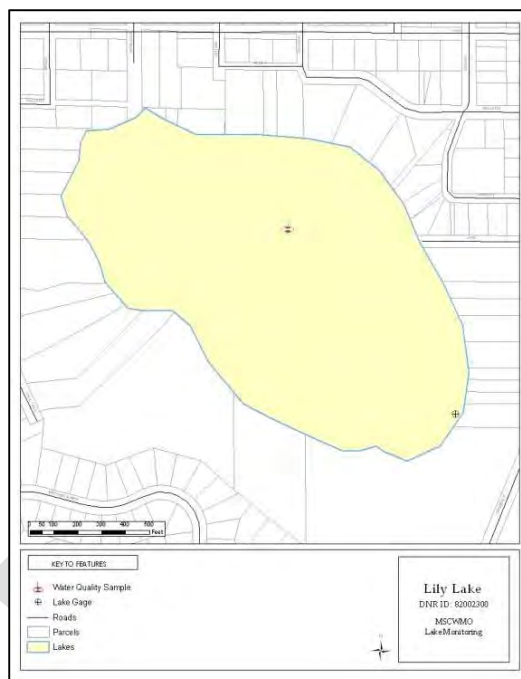 0 50 100 200 300 400 500
Feet
KEY TO FEATURES
Water Quality Sample
Lake Gage
Roads
Parcels
Lakes
Lily Lake
DNR ID: 82002300
MSCWMO
Lake Monitoring